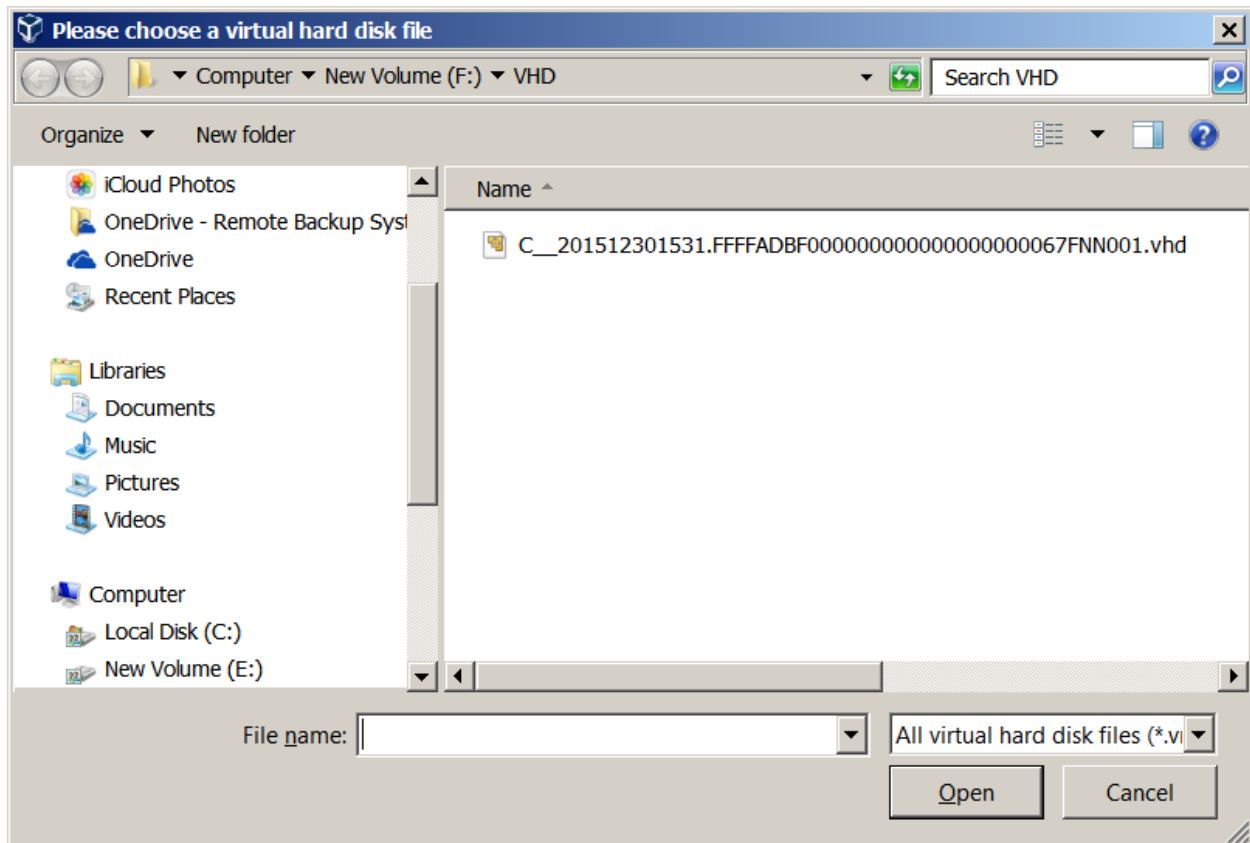 Please choose a virtual hard disk file
Computer New Volume (F:) VHD
Search VHD
Organize New folder
Name
iCloud Photos
OneDrive - Remote Backup Syst
OneDrive
Recent Places
Libraries
Documents
Music
Pictures
Videos
Computer
Local Disk (C:)
New Volume (E:)
C__201512301531.FFFFADBF000000000000000000067FNN001.vhd
File name:
All virtual hard disk files (*.v
Open Cancel